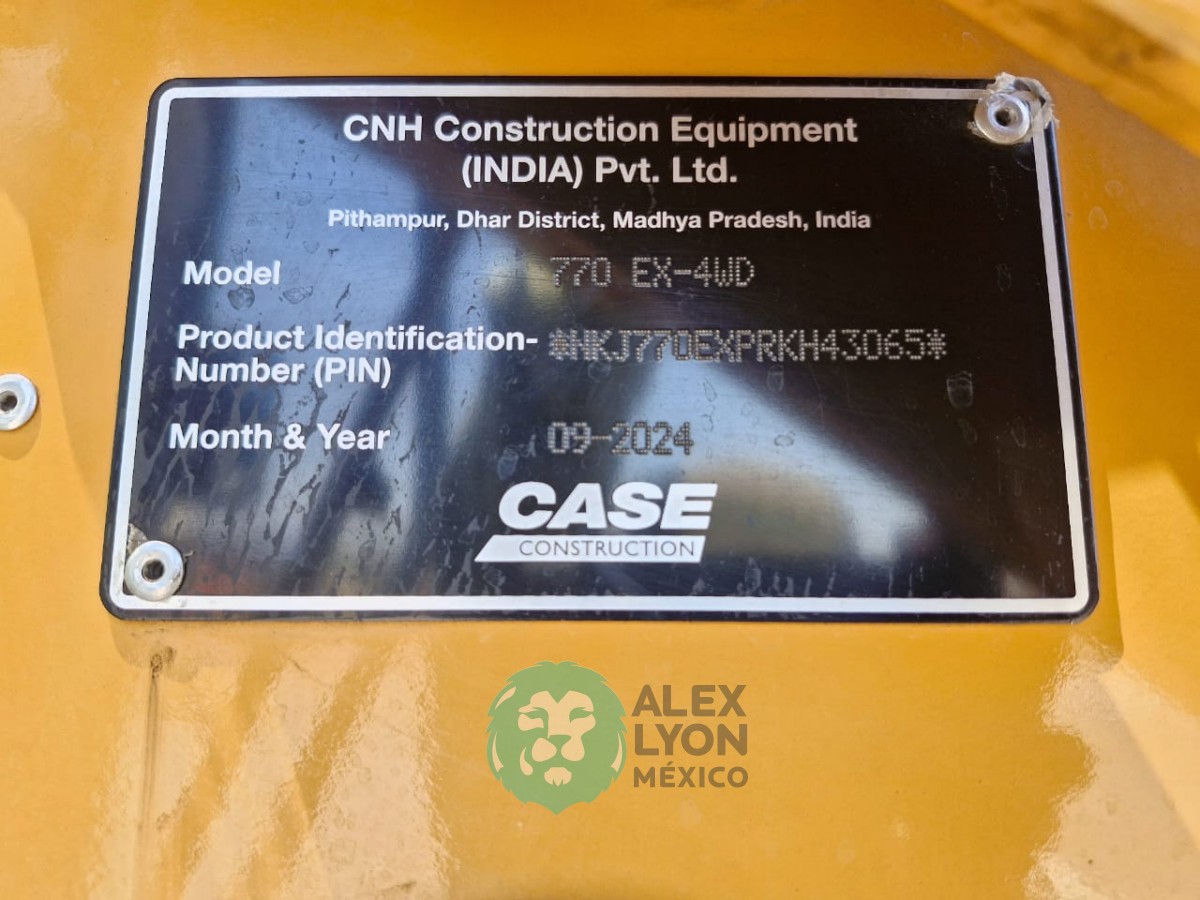 CNH Construction Equipment
(INDIA) Pvt. Ltd.
Pithampur, Dhar District, Madhya Pradesh, India
Model 770 EX-4WD
Product Identification- *NKJ770EXPRKH43065*
Number (PIN)
Month & Year 09-2024
CASE
CONSTRUCTION
ALEX
LYON
MÉXICO